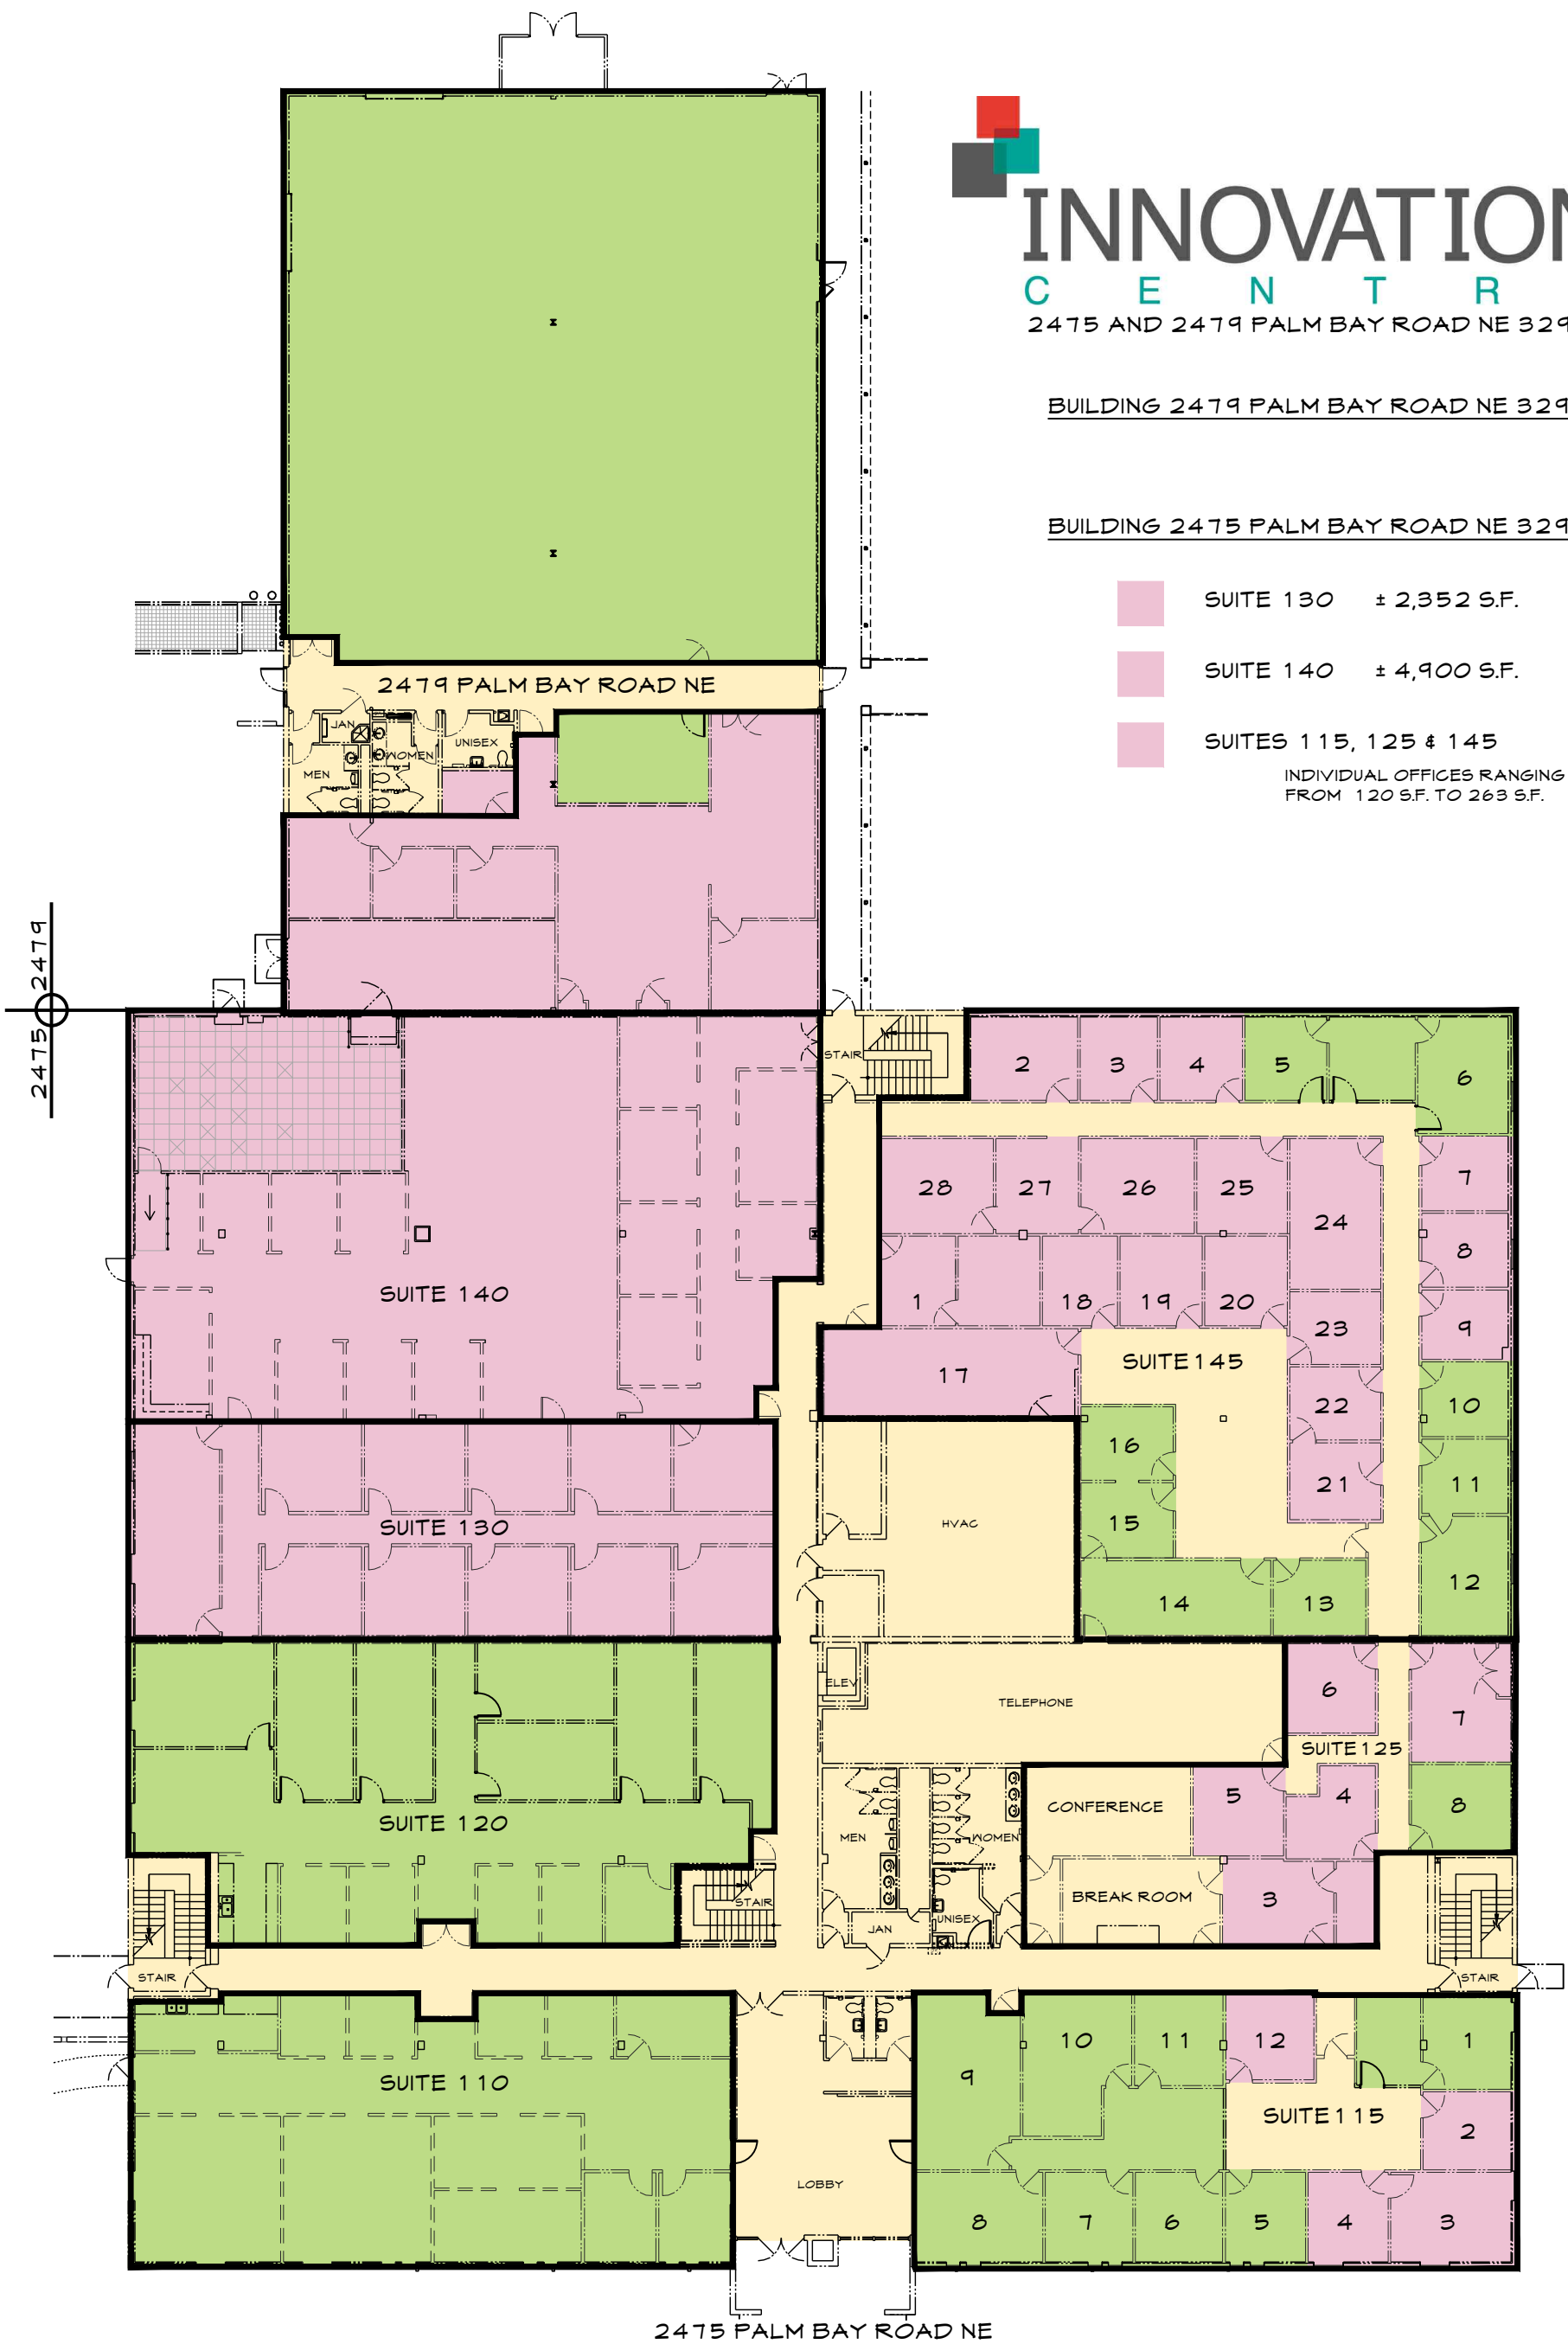 INNOVATION
C E N T R
2475 AND 2479 PALM BAY ROAD NE 329
BUILDING 2479 PALM BAY ROAD NE 329
BUILDING 2475 PALM BAY ROAD NE 329
SUITE 130 ± 2,352 S.F.
SUITE 140 ± 4,900 S.F.
SUITES 115, 125 & 145
INDIVIDUAL OFFICES RANGING
FROM 120 S.F. TO 263 S.F.
2479 PALM BAY ROAD NE
JAN
WOMEN
UNISEX
MEN
2475 2479
STAIR
2 3 4 5 6
7
28 27 26 25
24
8
SUITE 140
1 18 19 20
23 9
SUITE 145
17
22 10
16
21 11
15
SUITE 130
HVAC
14 13 12
ELEV
TELEPHONE
6
7
SUITE 125
5 4 8
CONFERENCE
SUITE 120
MEN
WOMEN
BREAK ROOM
3
STAIR
JAN
UNISEX
STAIR
STAIR
10 11 12 1
9
SUITE 110
SUITE 115
2
LOBBY
8 7 6 5 4 3
2475 PALM BAY ROAD NE